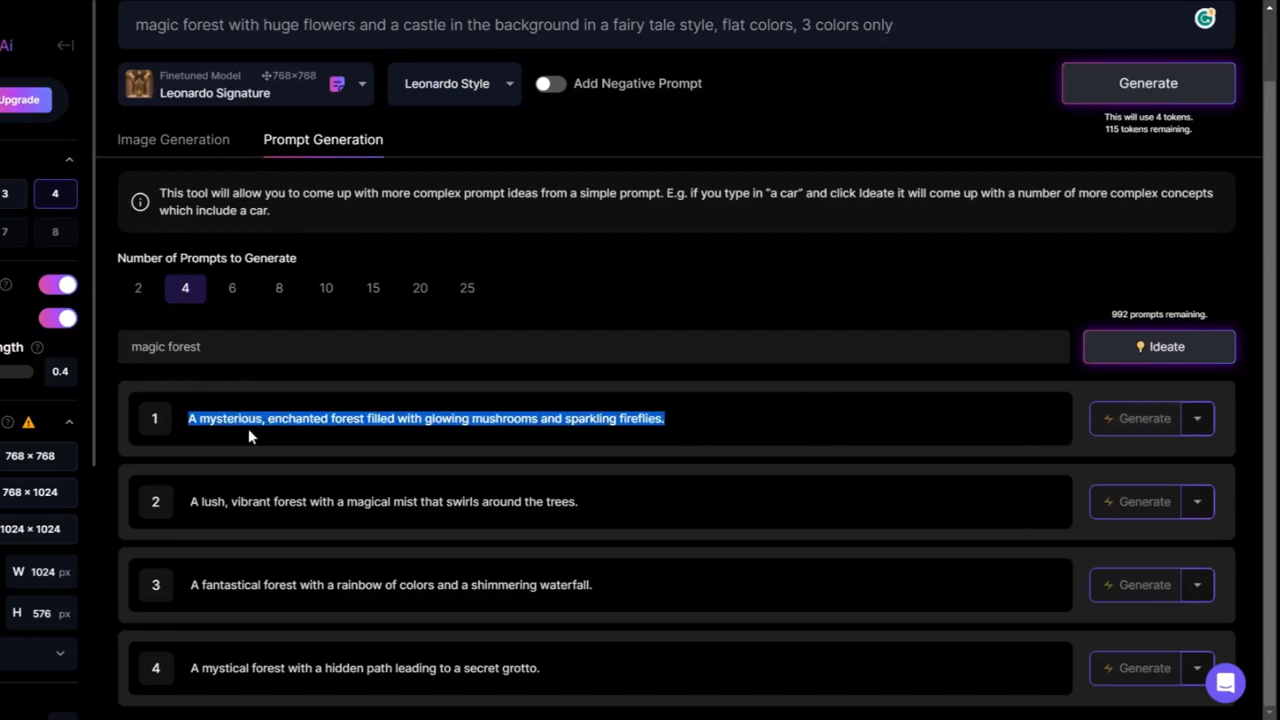 magic forest with huge flowers and a castle in the background in a fairy tale style, flat colors, 3 colors only
Ai
Finetuned Model 768×768
Leonardo Signature
Leonardo Style
Add Negative Prompt
Generate
Upgrade
This will use 4 tokens.
115 tokens remaining.
Image Generation
Prompt Generation
3
4
This tool will allow you to come up with more complex prompt ideas from a simple prompt. E.g. if you type in "a car" and click Ideate it will come up with a number of more complex concepts
which include a car.
7
8
Number of Prompts to Generate
2 4 6 8 10 15 20 25
992 prompts remaining.
ngth
magic forest
Ideate
0.4
1
A mysterious, enchanted forest filled with glowing mushrooms and sparkling fireflies.
Generate
768 × 768
768 × 1024
2
A lush, vibrant forest with a magical mist that swirls around the trees.
Generate
1024 × 1024
W 1024 px
3
A fantastical forest with a rainbow of colors and a shimmering waterfall.
Generate
H 576 px
4
A mystical forest with a hidden path leading to a secret grotto.
Generate